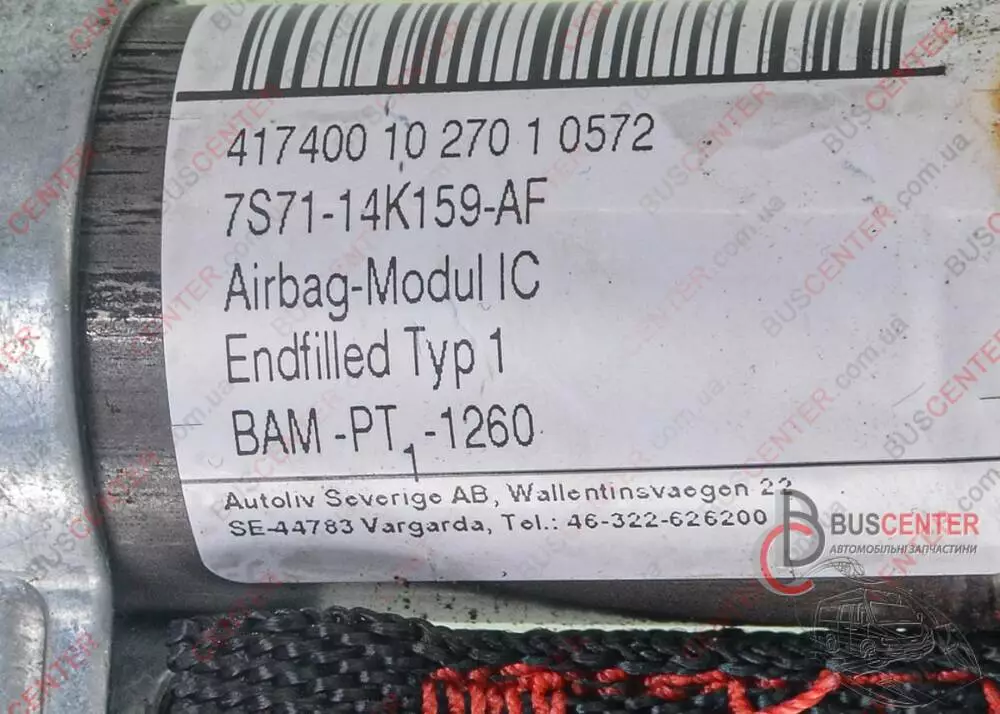 417400 10 270 1 0572
7S71-14K159-AF
Airbag-Modul IC
Endfilled Typ 1
BAM -PT1 -1260
Autoliv Sverige AB, Wallentinsvaegen 22
SE-44783 Vargarda, Tel.: 46-322-626200
BUSCENTER
АВТОМОБІЛЬНІ ЗАПЧАСТИНИ